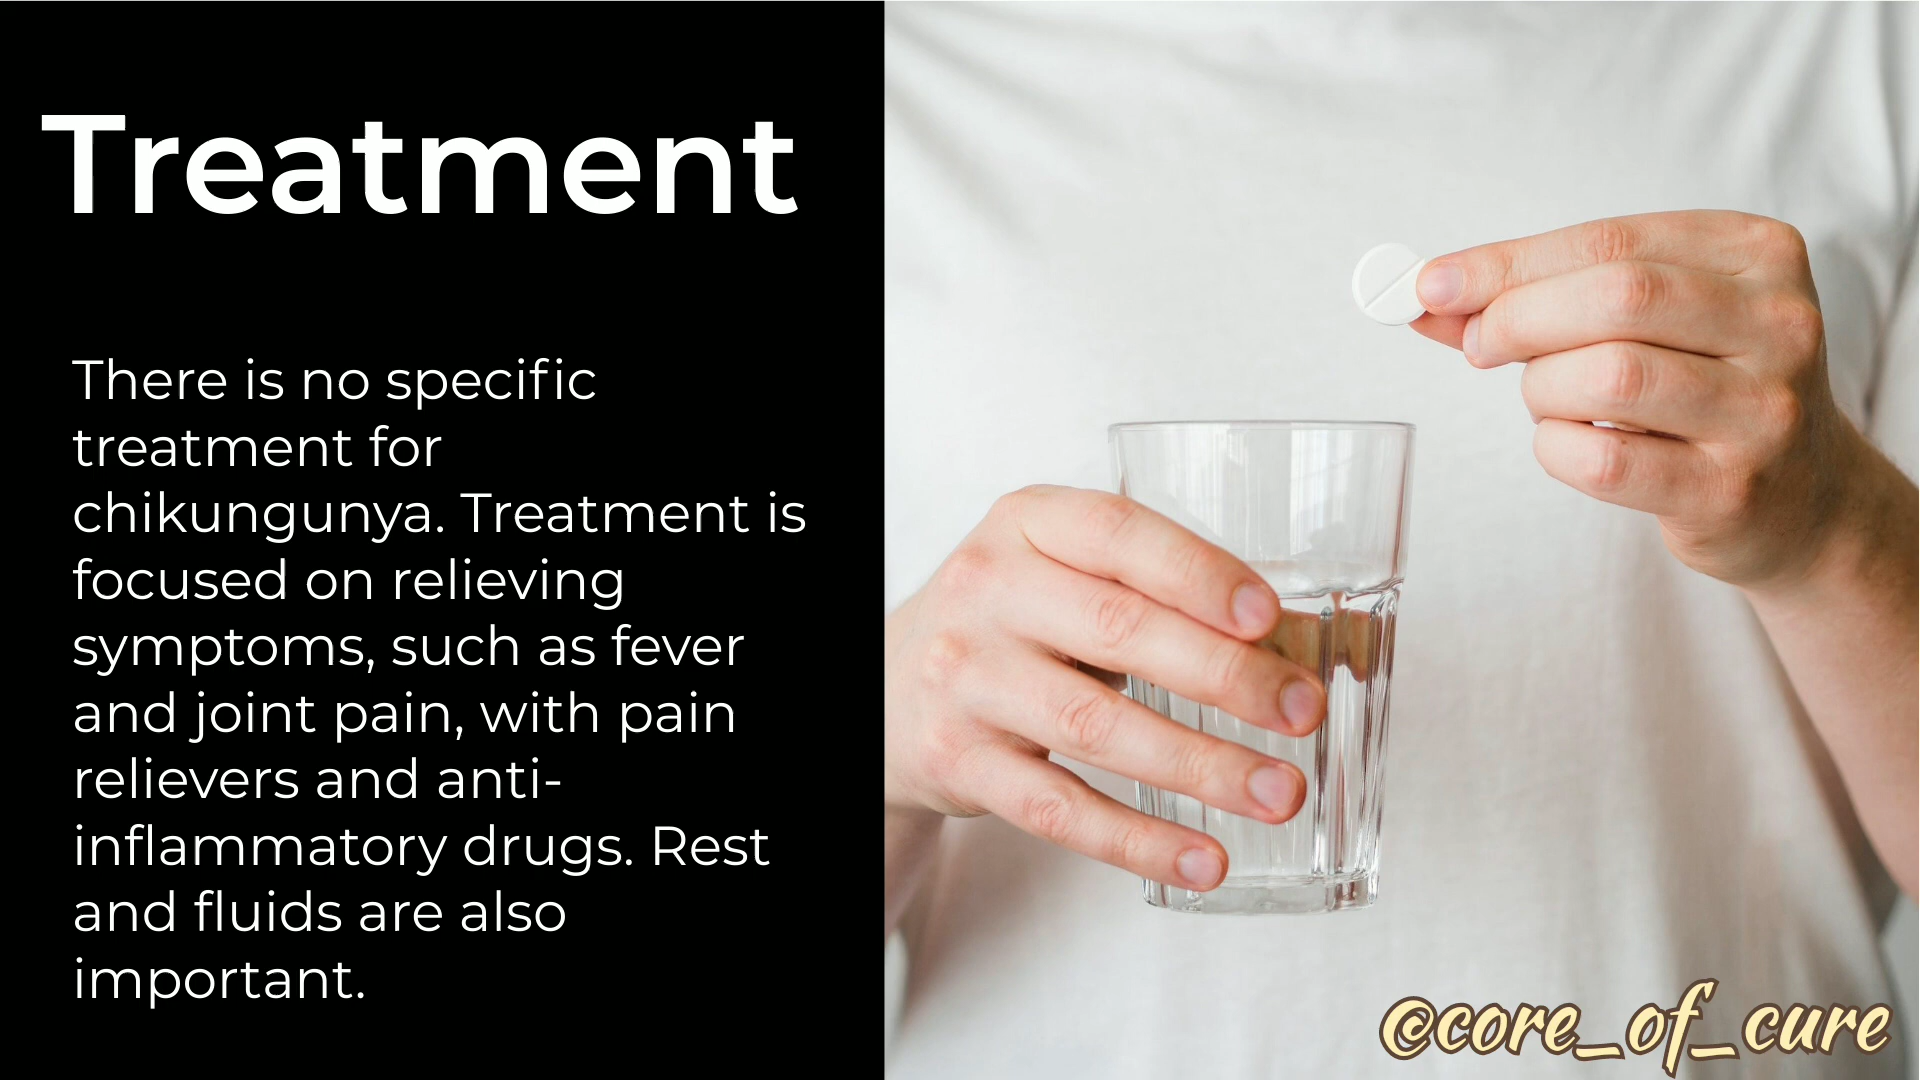 Treatment
There is no specific
treatment for
chikungunya. Treatment is
focused on relieving
symptoms, such as fever
and joint pain, with pain
relievers and anti-
inflammatory drugs. Rest
and fluids are also
important.
@core_of_cure